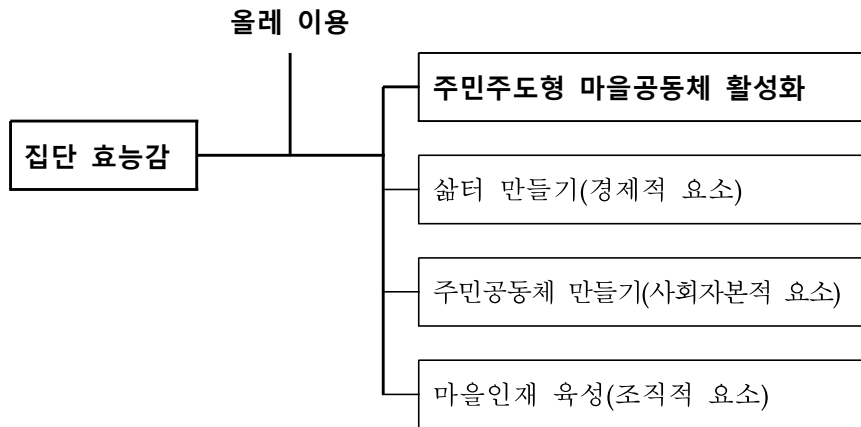 올레 이용
주민주도형 마을공동체 활성화
집단 효능감
삶터 만들기(경제적 요소)
주민공동체 만들기(사회자본적 요소)
마을인재 육성(조직적 요소)